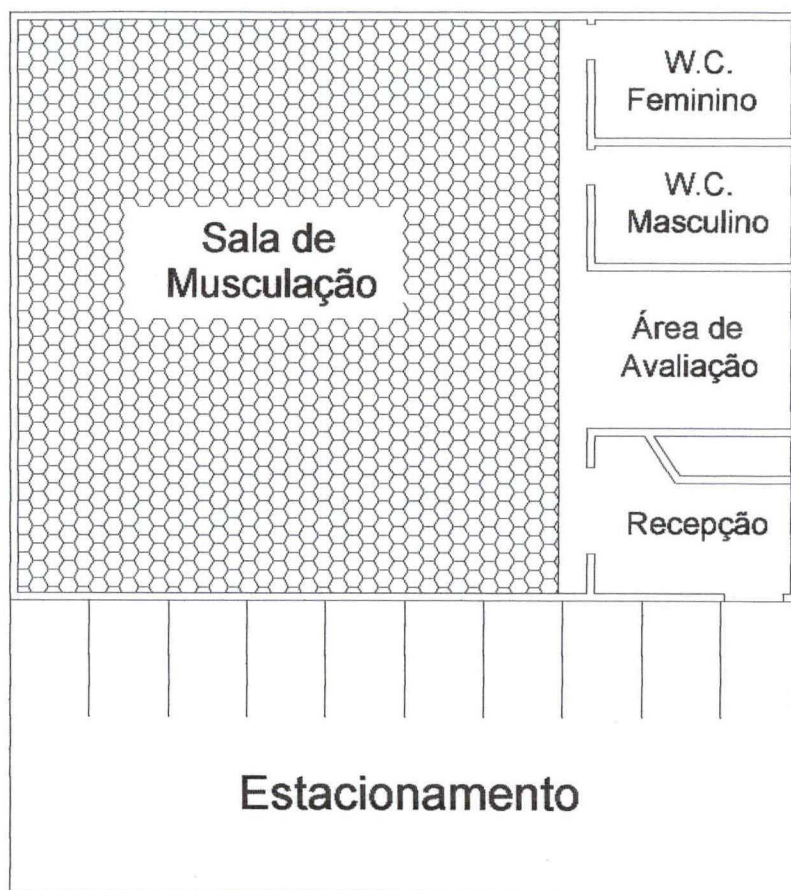 W.C.
Feminino
W.C.
Masculino
Sala de
Musculação
Área de
Avaliação
Recepção
Estacionamento